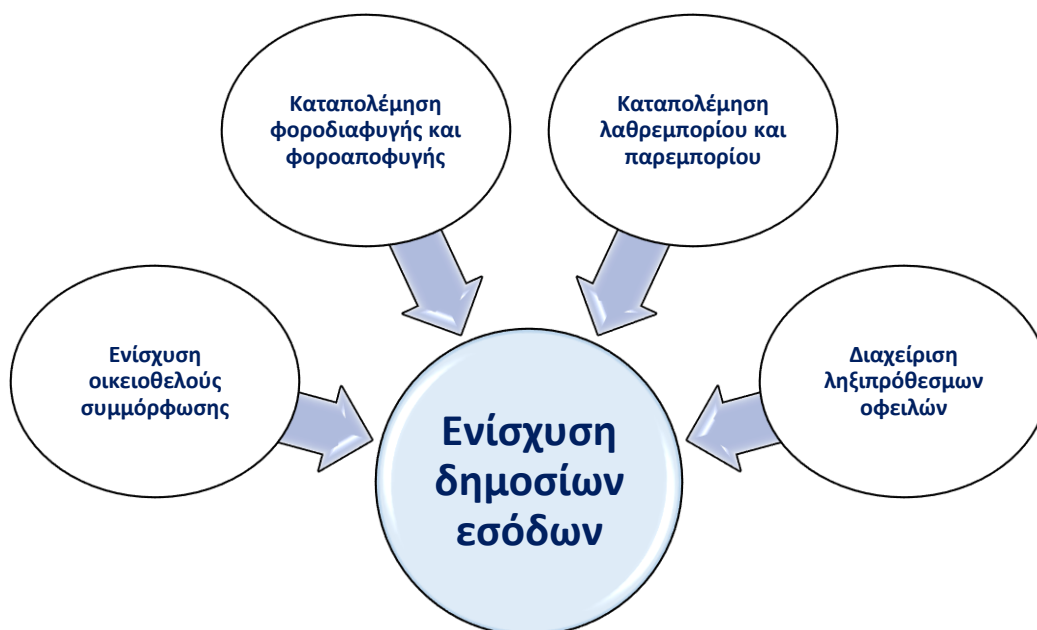 Καταπολέμηση
φοροδιαφυγής και
φοροαποφυγής
Καταπολέμηση
λαθρεμπορίου και
παρεμπορίου
Ενίσχυση
οικειοθελούς
συμμόρφωσης
Διαχείριση
ληξιπρόθεσμων
οφειλών
Ενίσχυση
δημοσίων
εσόδων